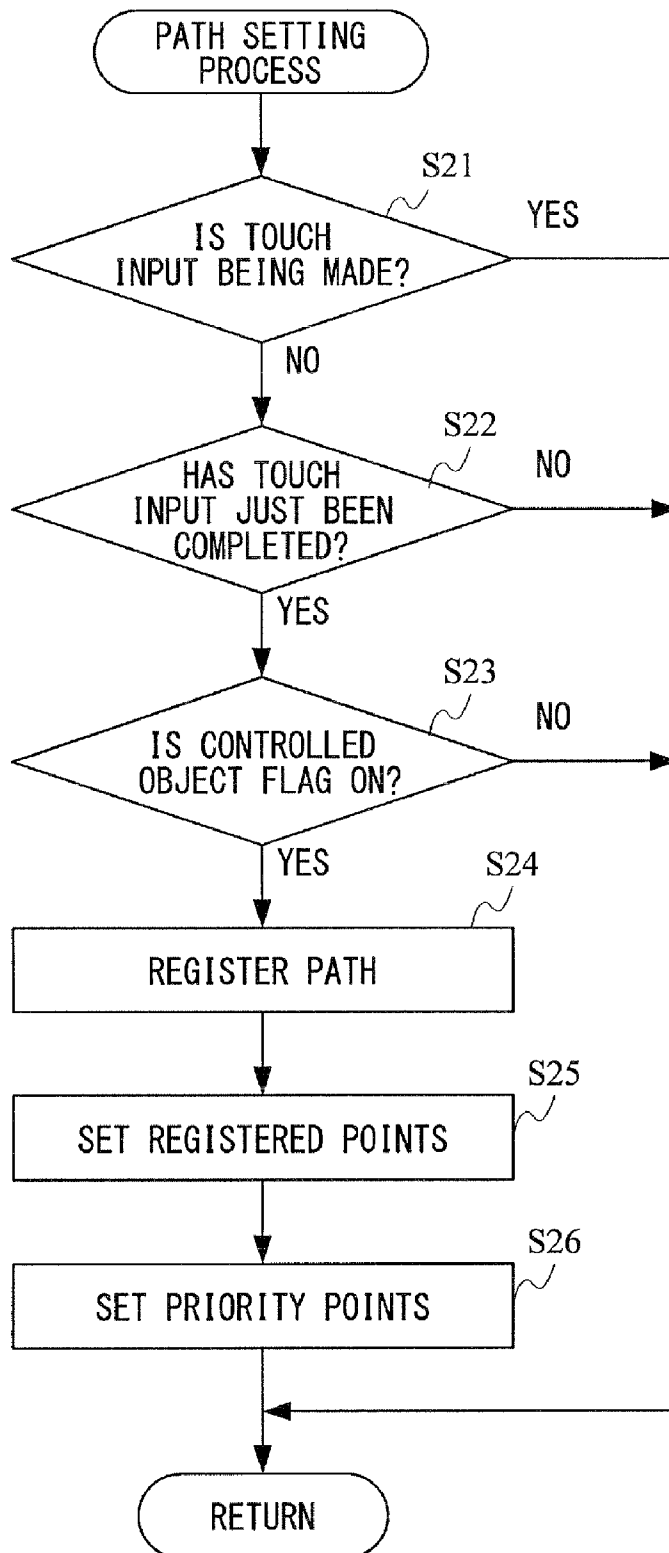 PATH SETTING
PROCESS
S21
IS TOUCH
INPUT BEING MADE?
YES
NO
S22
HAS TOUCH
INPUT JUST BEEN
COMPLETED?
NO
YES
S23
IS CONTROLLED
OBJECT FLAG ON?
NO
YES
S24
REGISTER PATH
S25
SET REGISTERED POINTS
S26
SET PRIORITY POINTS
RETURN